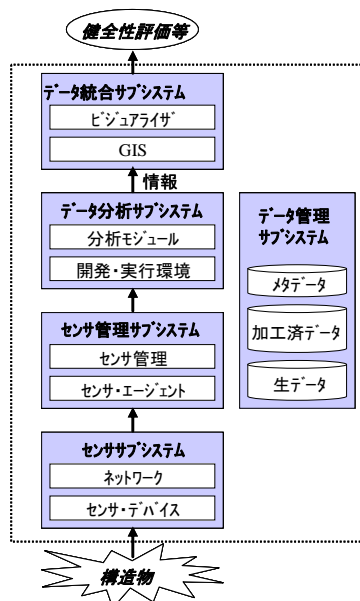 健全性評価等
データ統合サブシステム
ビジュアライザ
GIS
情報
データ分析サブシステム
分析モジュール
開発・実行環境
データ管理
サブシステム
メタデータ
加工済データ
生データ
センサ管理サブシステム
センサ管理
センサ・エージェント
センササブシステム
ネットワーク
センサ・デバイス
構造物